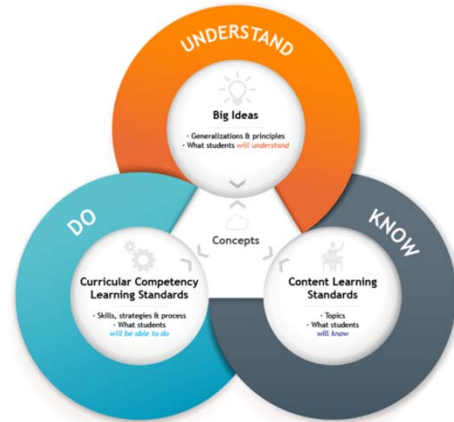 UNDERSTAND
Big Ideas
· Generalizations & principles
· What students will understand
Concepts
DO
Curricular Competency
Learning Standards
· Skills, strategies & process
· What students
will be able to do
KNOW
Content Learning
Standards
· Topics
· What students
will know